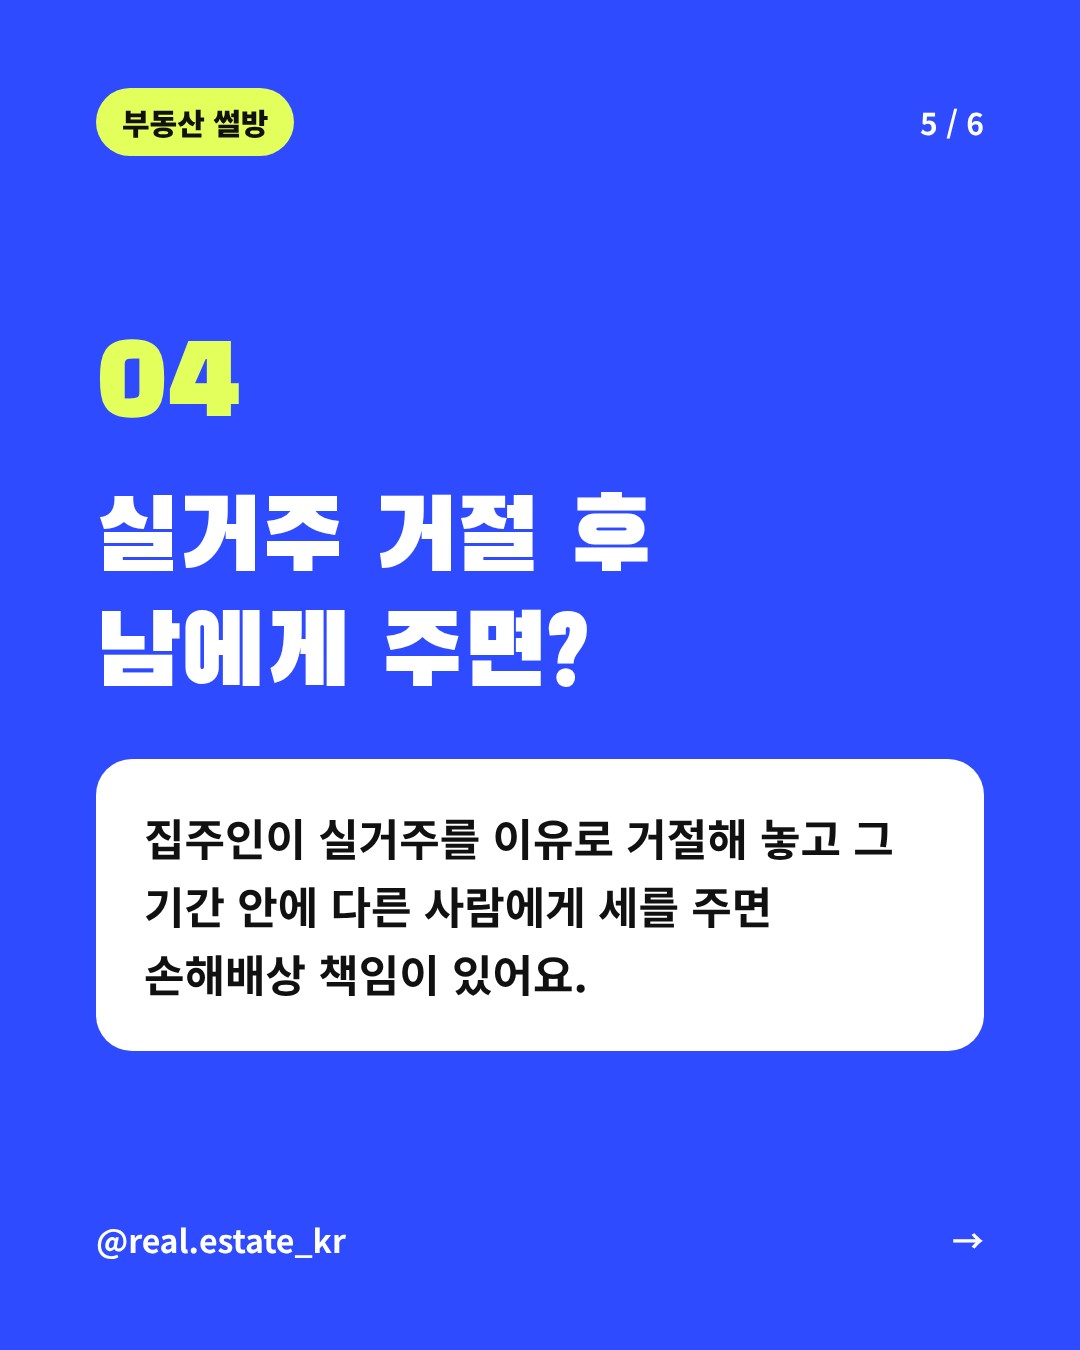 부동산 썰방
5 / 6
04
실거주 거절 후
남에게 주면?
집주인이 실거주를 이유로 거절해 놓고 그
기간 안에 다른 사람에게 세를 주면
손해배상 책임이 있어요.
@real.estate_kr
→